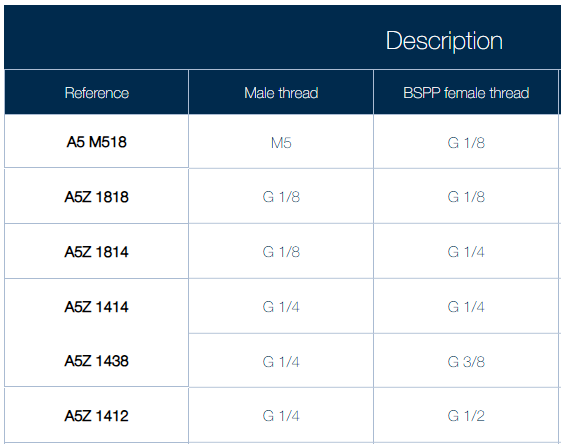 Description
Reference Male thread BSPP female thread
A5 M518 M5 G 1/8
A5Z 1818 G 1/8 G 1/8
A5Z 1814 G 1/8 G 1/4
A5Z 1414 G 1/4 G 1/4
A5Z 1438 G 1/4 G 3/8
A5Z 1412 G 1/4 G 1/2